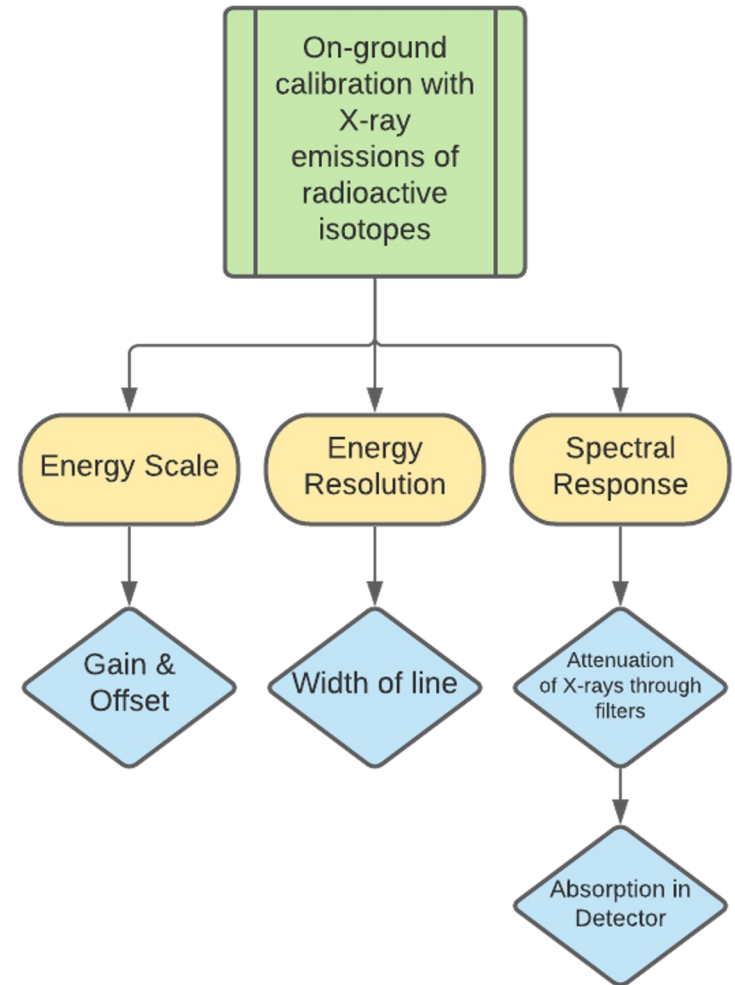 On-ground
calibration with
X-ray
emissions of
radioactive
isotopes
Energy Scale
Energy
Resolution
Spectral
Response
Gain &
Offset
Width of line
Attenuation
of X-rays through
filters
Absorption in
Detector